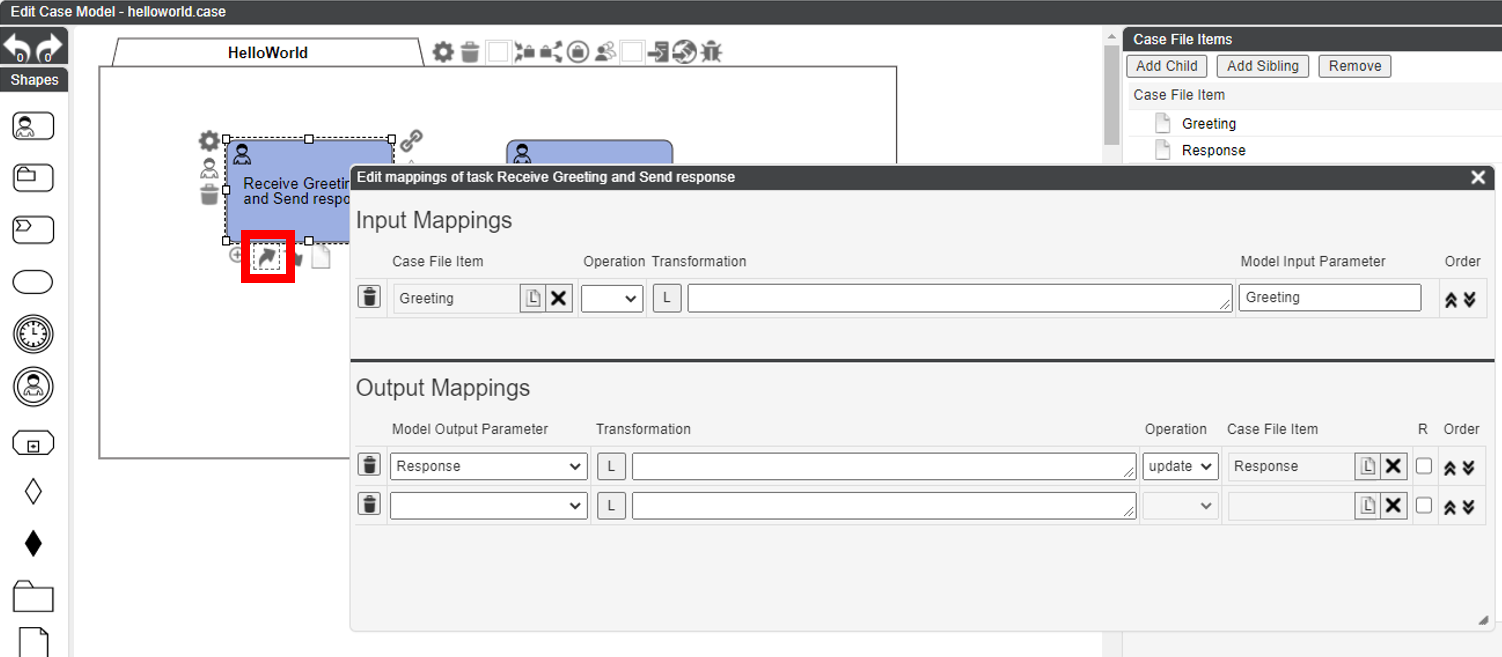 Edit Case Model - helloworld.case
0 0
Shapes
HelloWorld
Receive Greetin
and Send respo
Case File Items
Add Child Add Sibling Remove
Case File Item
Greeting
Response
Edit mappings of task Receive Greeting and Send response
Input Mappings
Case File Item Operation Transformation Model Input Parameter Order
Greeting L L Greeting
Output Mappings
Model Output Parameter Transformation Operation Case File Item R Order
Response L update Response L
L L